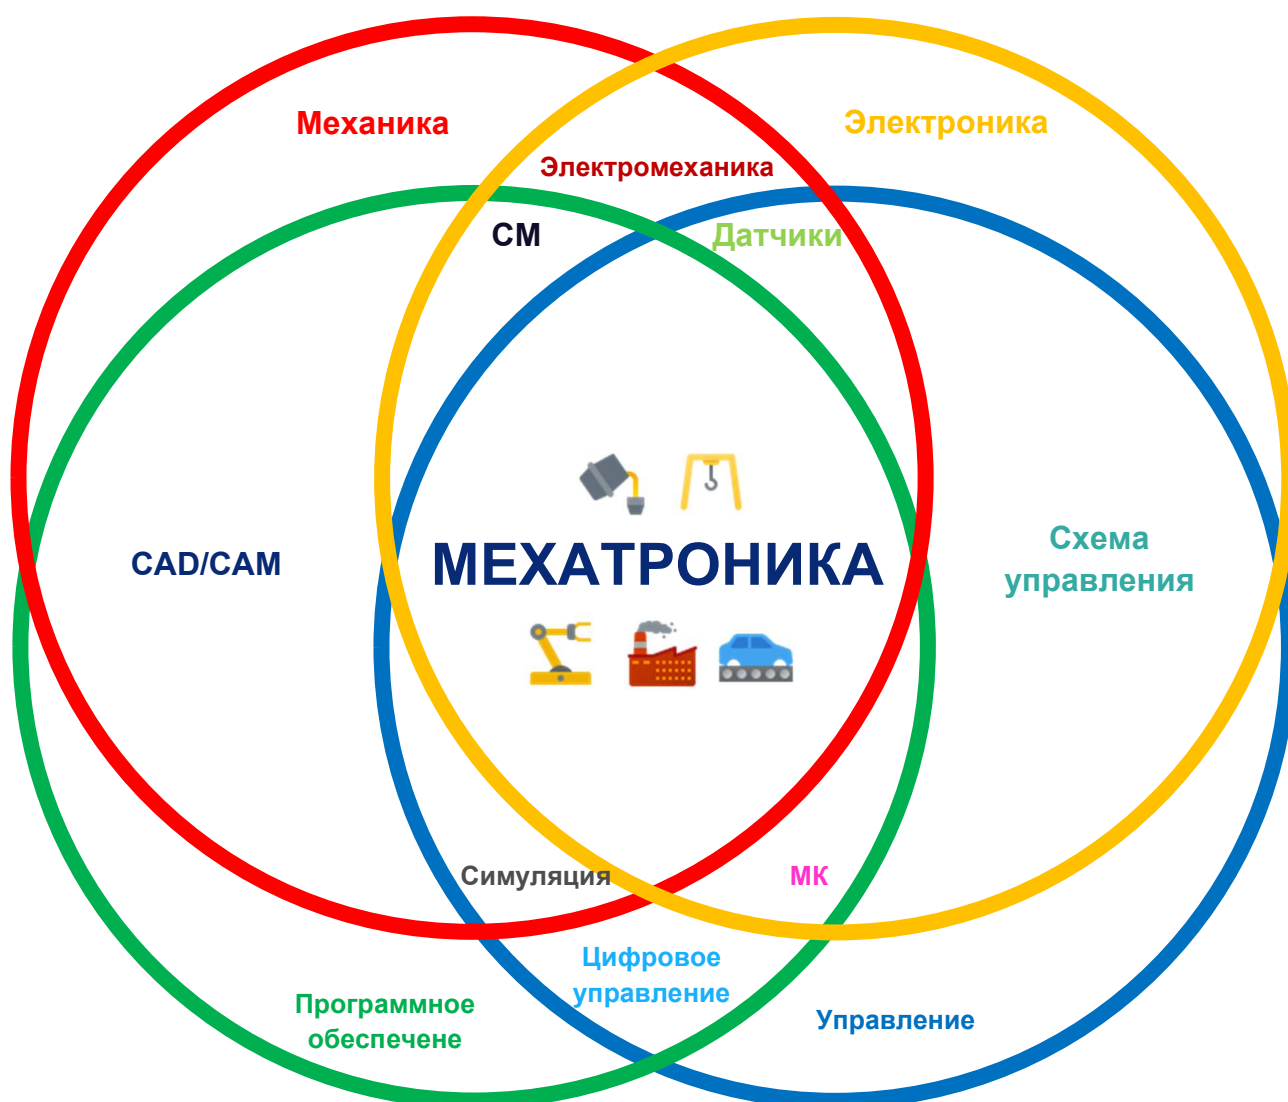 Механика
Электроника
Электромеханика
СМ
Датчики
CAD/CAM
МЕХАТРОНИКА
Схема
управления
Симуляция
МК
Цифровое
управление
Программное
обеспечене
Управление